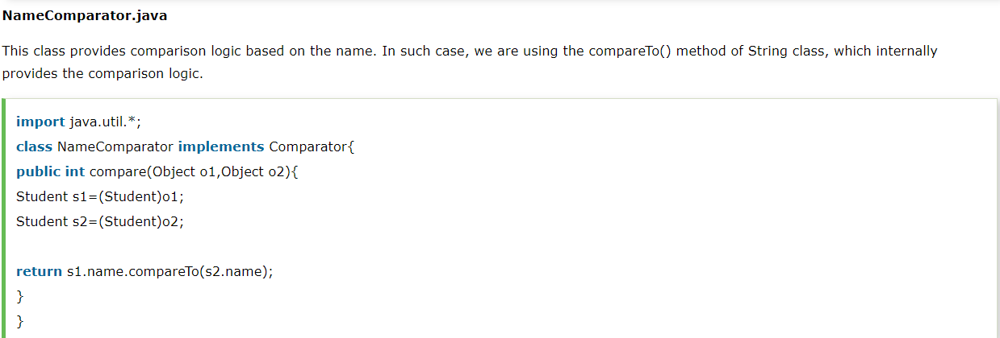 NameComparator.java
This class provides comparison logic based on the name. In such case, we are using the compareTo() method of String class, which internally
provides the comparison logic.
import java.util.*;
class NameComparator implements Comparator{
public int compare(Object o1,Object o2){
Student s1=(Student)o1;
Student s2=(Student)o2;
return s1.name.compareTo(s2.name);
}
}